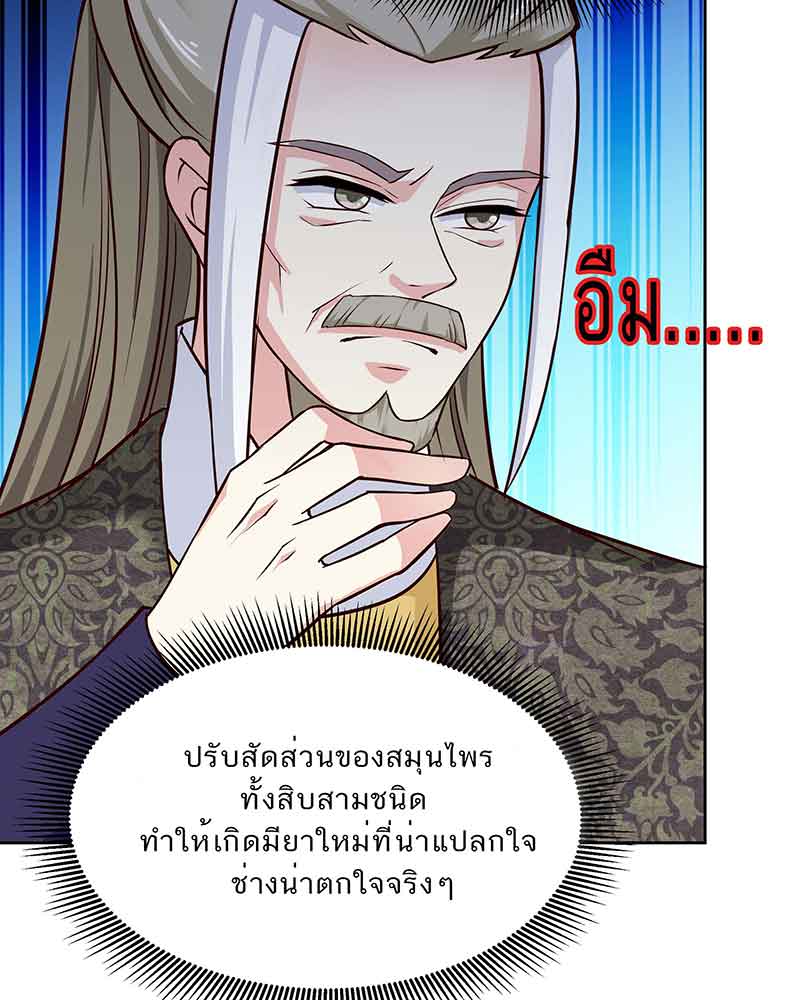 อืม.....
ปรับสัดส่วนของสมุนไพร
ทั้งสิบสามชนิด
ทำให้เกิดมียาใหม่ที่น่าแปลกใจ
ช่างน่าตกใจจริงๆ